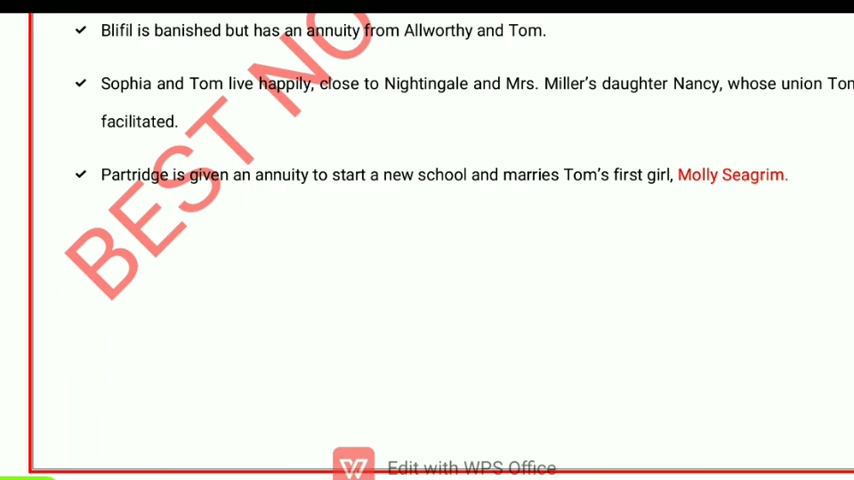 ✔ Blifil is banished but has an annuity from Allworthy and Tom.
✔ Sophia and Tom live happily, close to Nightingale and Mrs. Miller’s daughter Nancy, whose union Tom
facilitated.
✔ Partridge is given an annuity to start a new school and marries Tom’s first girl, Molly Seagrim.
BEST NO
Edit with WPS Office